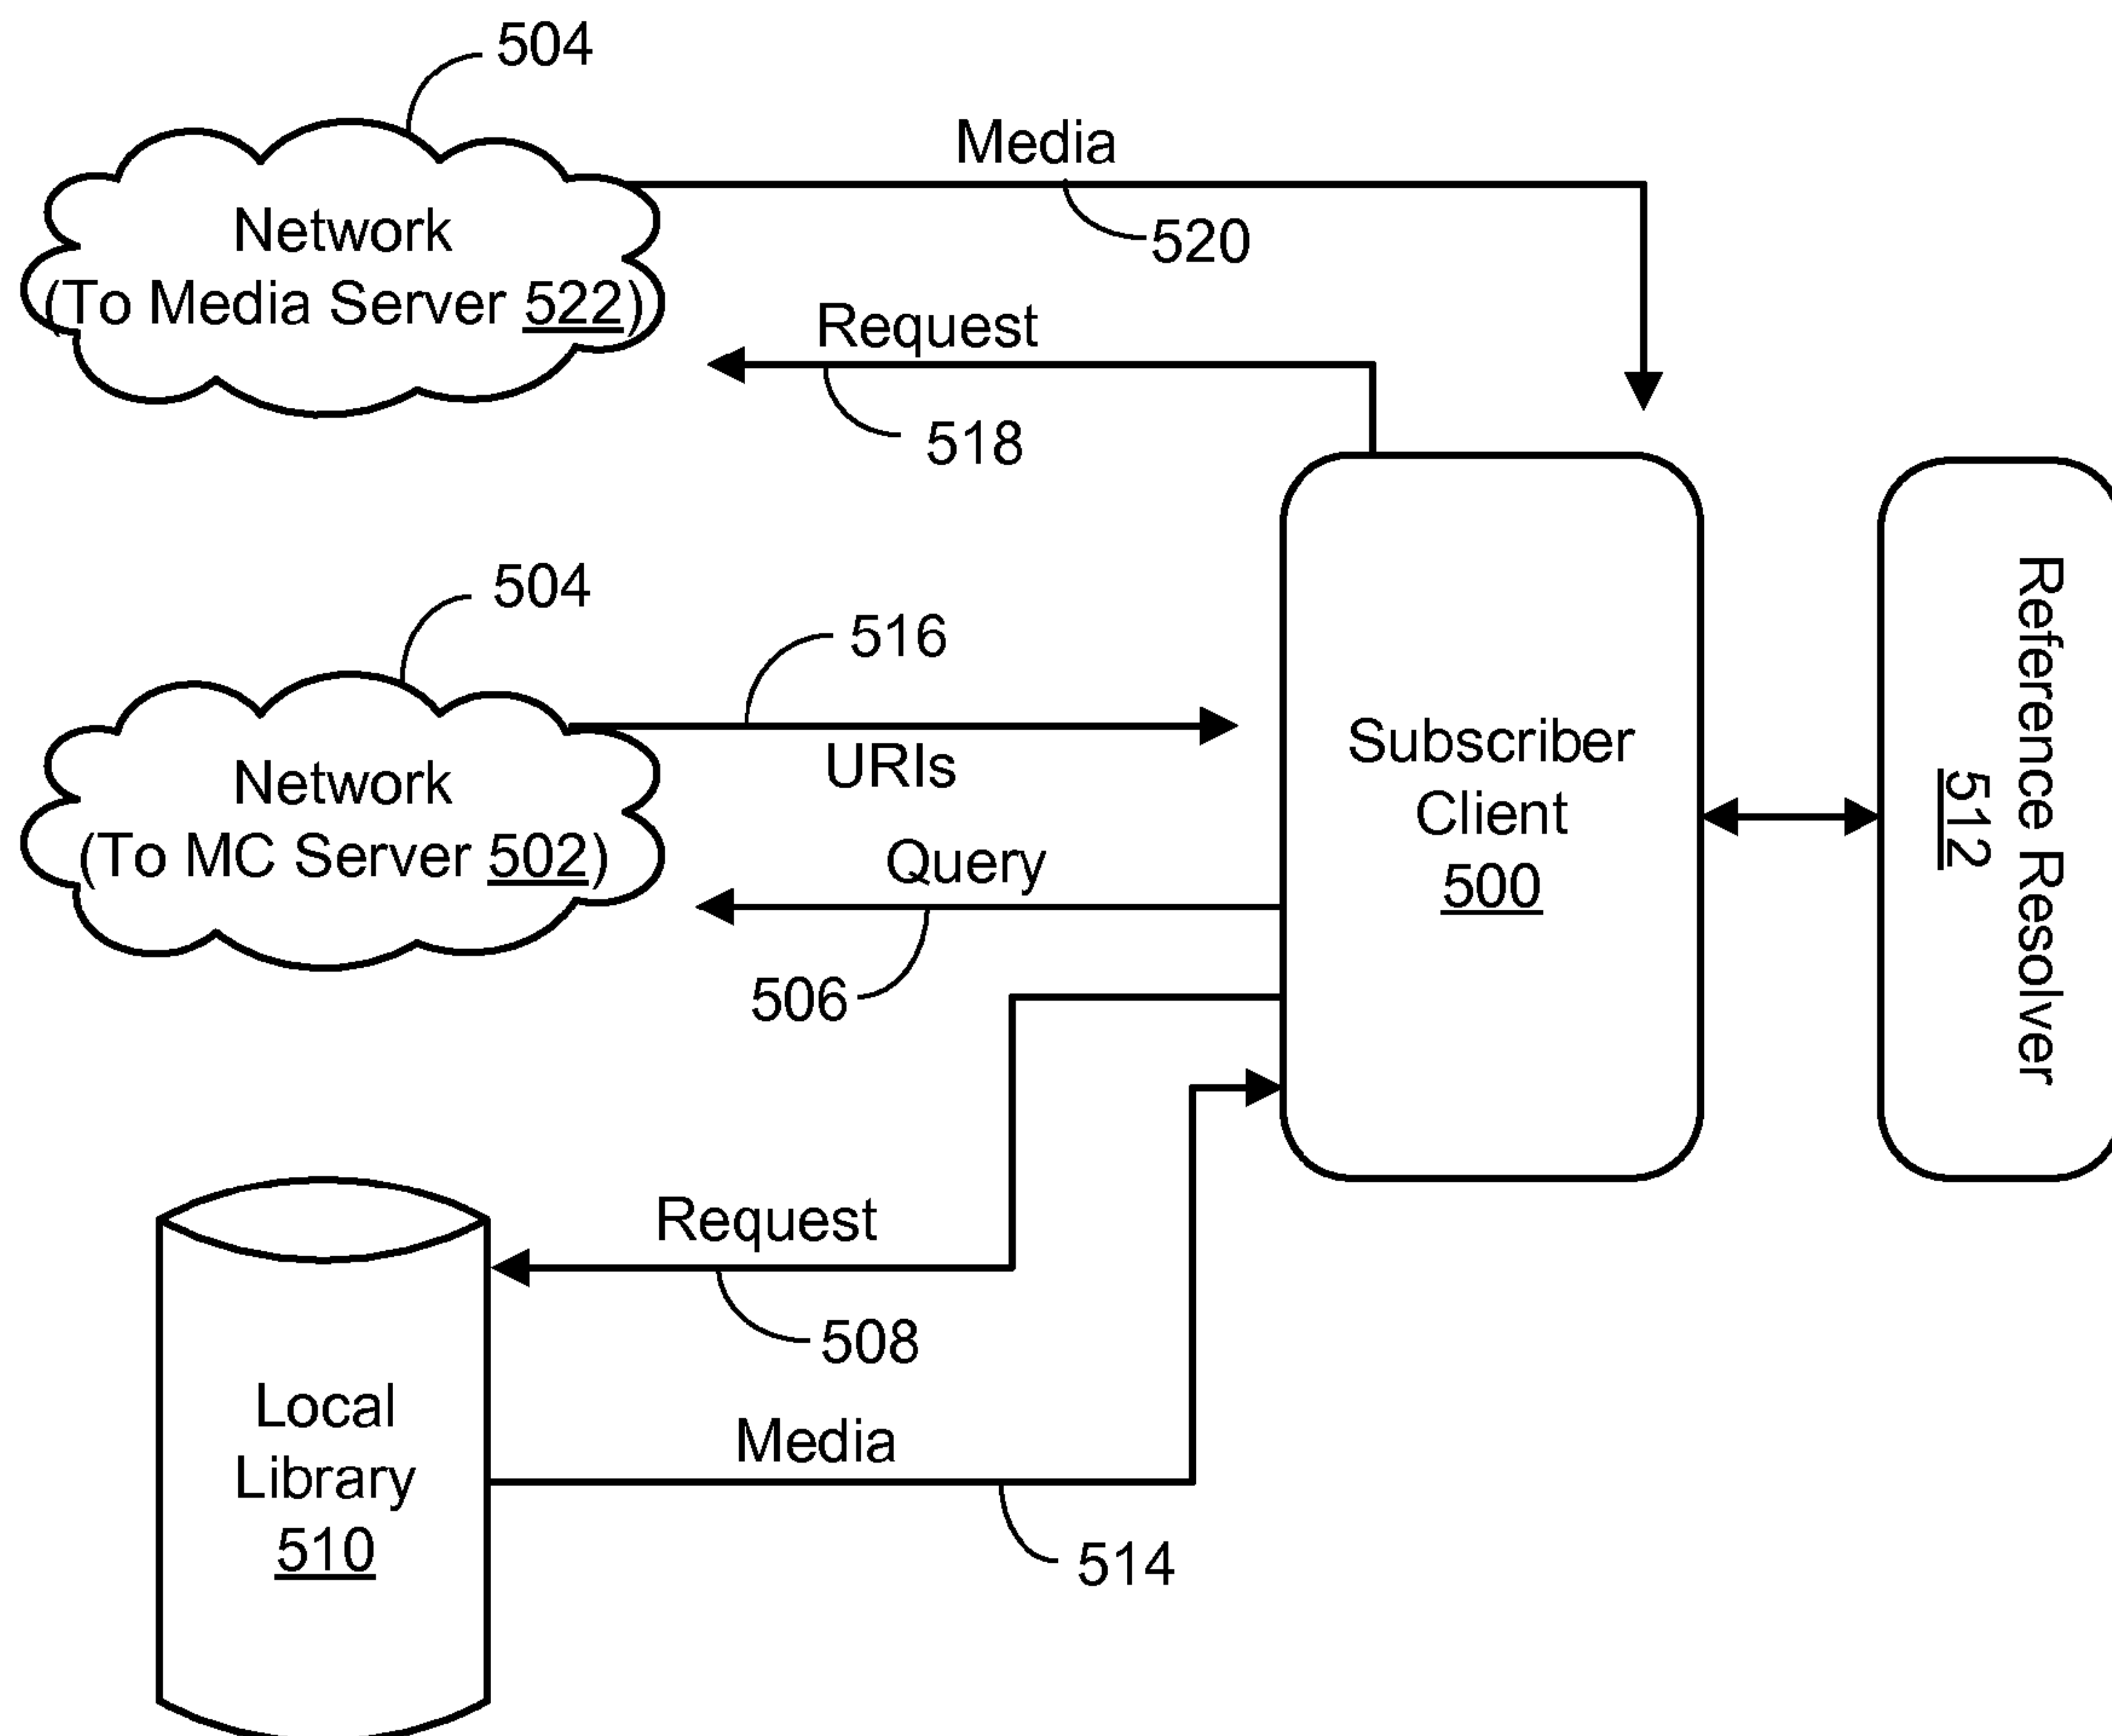 504
Media
Network
(To Media Server 522)
520
Request
518
504
516
URIs
Network
(To MC Server 502)
Query
506
Subscriber
Client
500
Reference Resolver
512
Request
508
Local
Library
510
Media
514